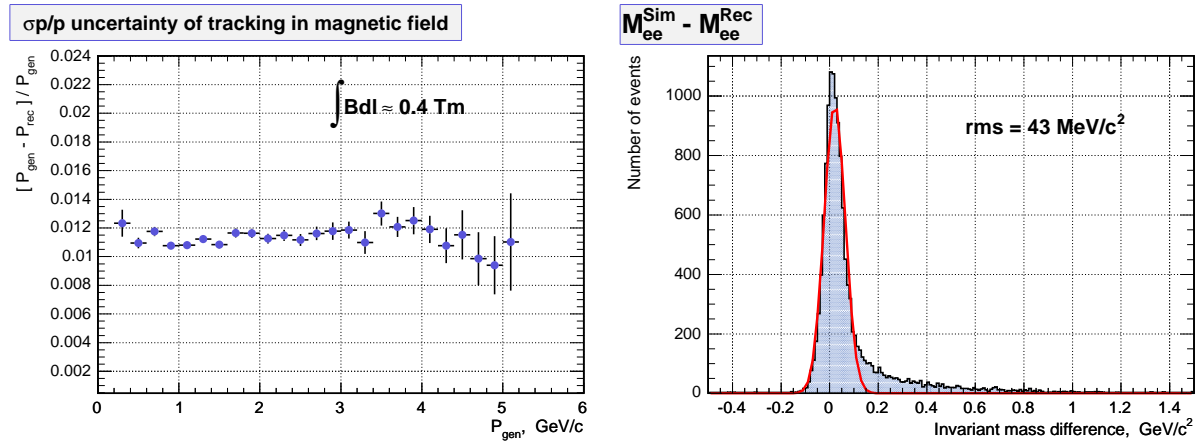 σp/p uncertainty of tracking in magnetic field
[ P_gen - P_rec ] / P_gen
0.024
0.022
0.02
0.018
0.016
0.014
0.012
0.01
0.008
0.006
0.004
0.002
∫Bdl ≈ 0.4 Tm
0 1 2 3 4 5 6
P_gen, GeV/c
M_ee^Sim - M_ee^Rec
Number of events
1000
800
600
400
200
0
rms = 43 MeV/c²
-0.4 -0.2 0 0.2 0.4 0.6 0.8 1 1.2 1.4
Invariant mass difference, GeV/c²